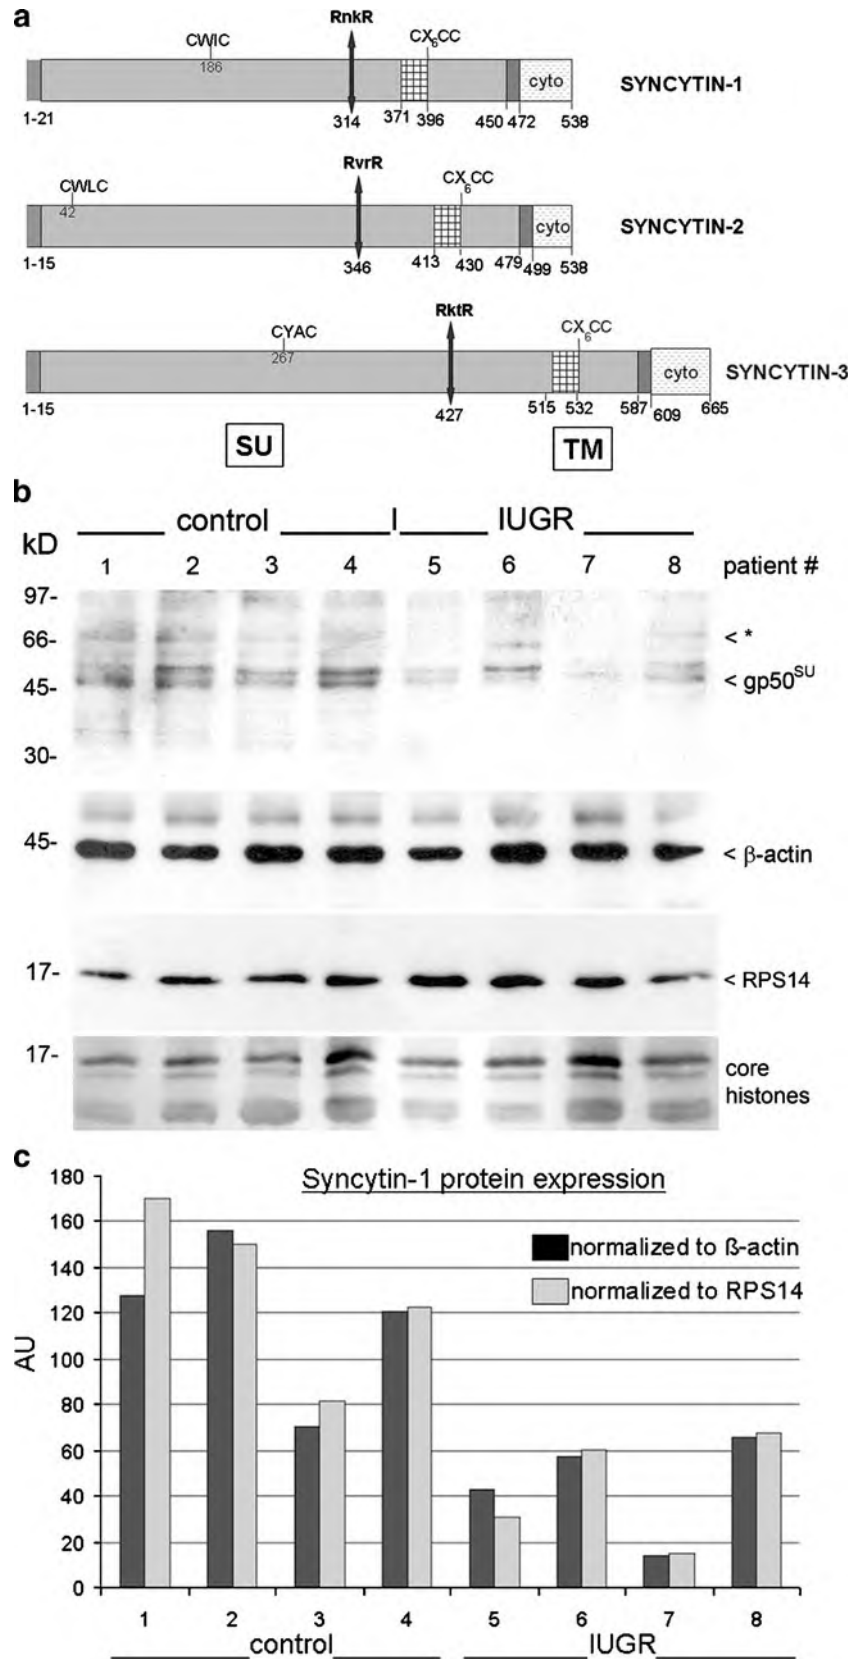 a
RnkR
CWIC
CX6CC
186
cyto
SYNCYTIN-1
1-21
314
371
396
450
472
538
RvrR
CWLC
CX6CC
42
cyto
SYNCYTIN-2
1-15
346
413
430
479
499
538
RktR
CYAC
CX6CC
267
cyto
SYNCYTIN-3
1-15
427
515
532
587
609
665
SU
TM
b
control
IUGR
kD
1 2 3 4 5 6 7 8 patient #
97-
66-
< *
45-
< gp50SU
30-
45-
< β-actin
17-
< RPS14
17-
core
histones
c
Syncytin-1 protein expression
normalized to ß-actin
normalized to RPS14
AU
180
160
140
120
100
80
60
40
20
0
1 2 3 4 5 6 7 8
control
IUGR